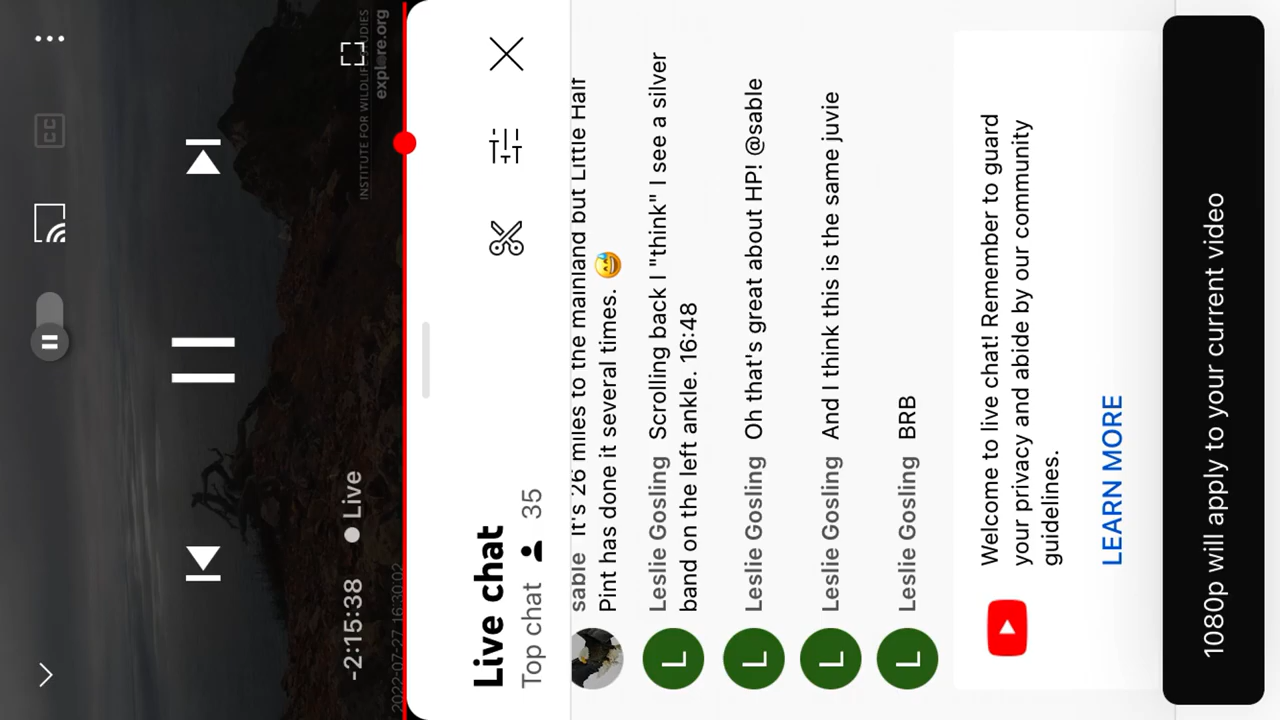 CC
INSTITUTE FOR WILDLIFE STUDIES
explore.org
-2:15:38 Live
2022-07-27 16:30:02
Live chat
Top chat 35
sable It's 26 miles to the mainland but Little Half
Pint has done it several times. 😅
Leslie Gosling Scrolling back I "think" I see a silver
band on the left ankle. 16:48
L
Leslie Gosling Oh that's great about HP! @sable
L
Leslie Gosling And I think this is the same juvie
L
Leslie Gosling BRB
L
Welcome to live chat! Remember to guard
your privacy and abide by our community
guidelines.
LEARN MORE
1080p will apply to your current video